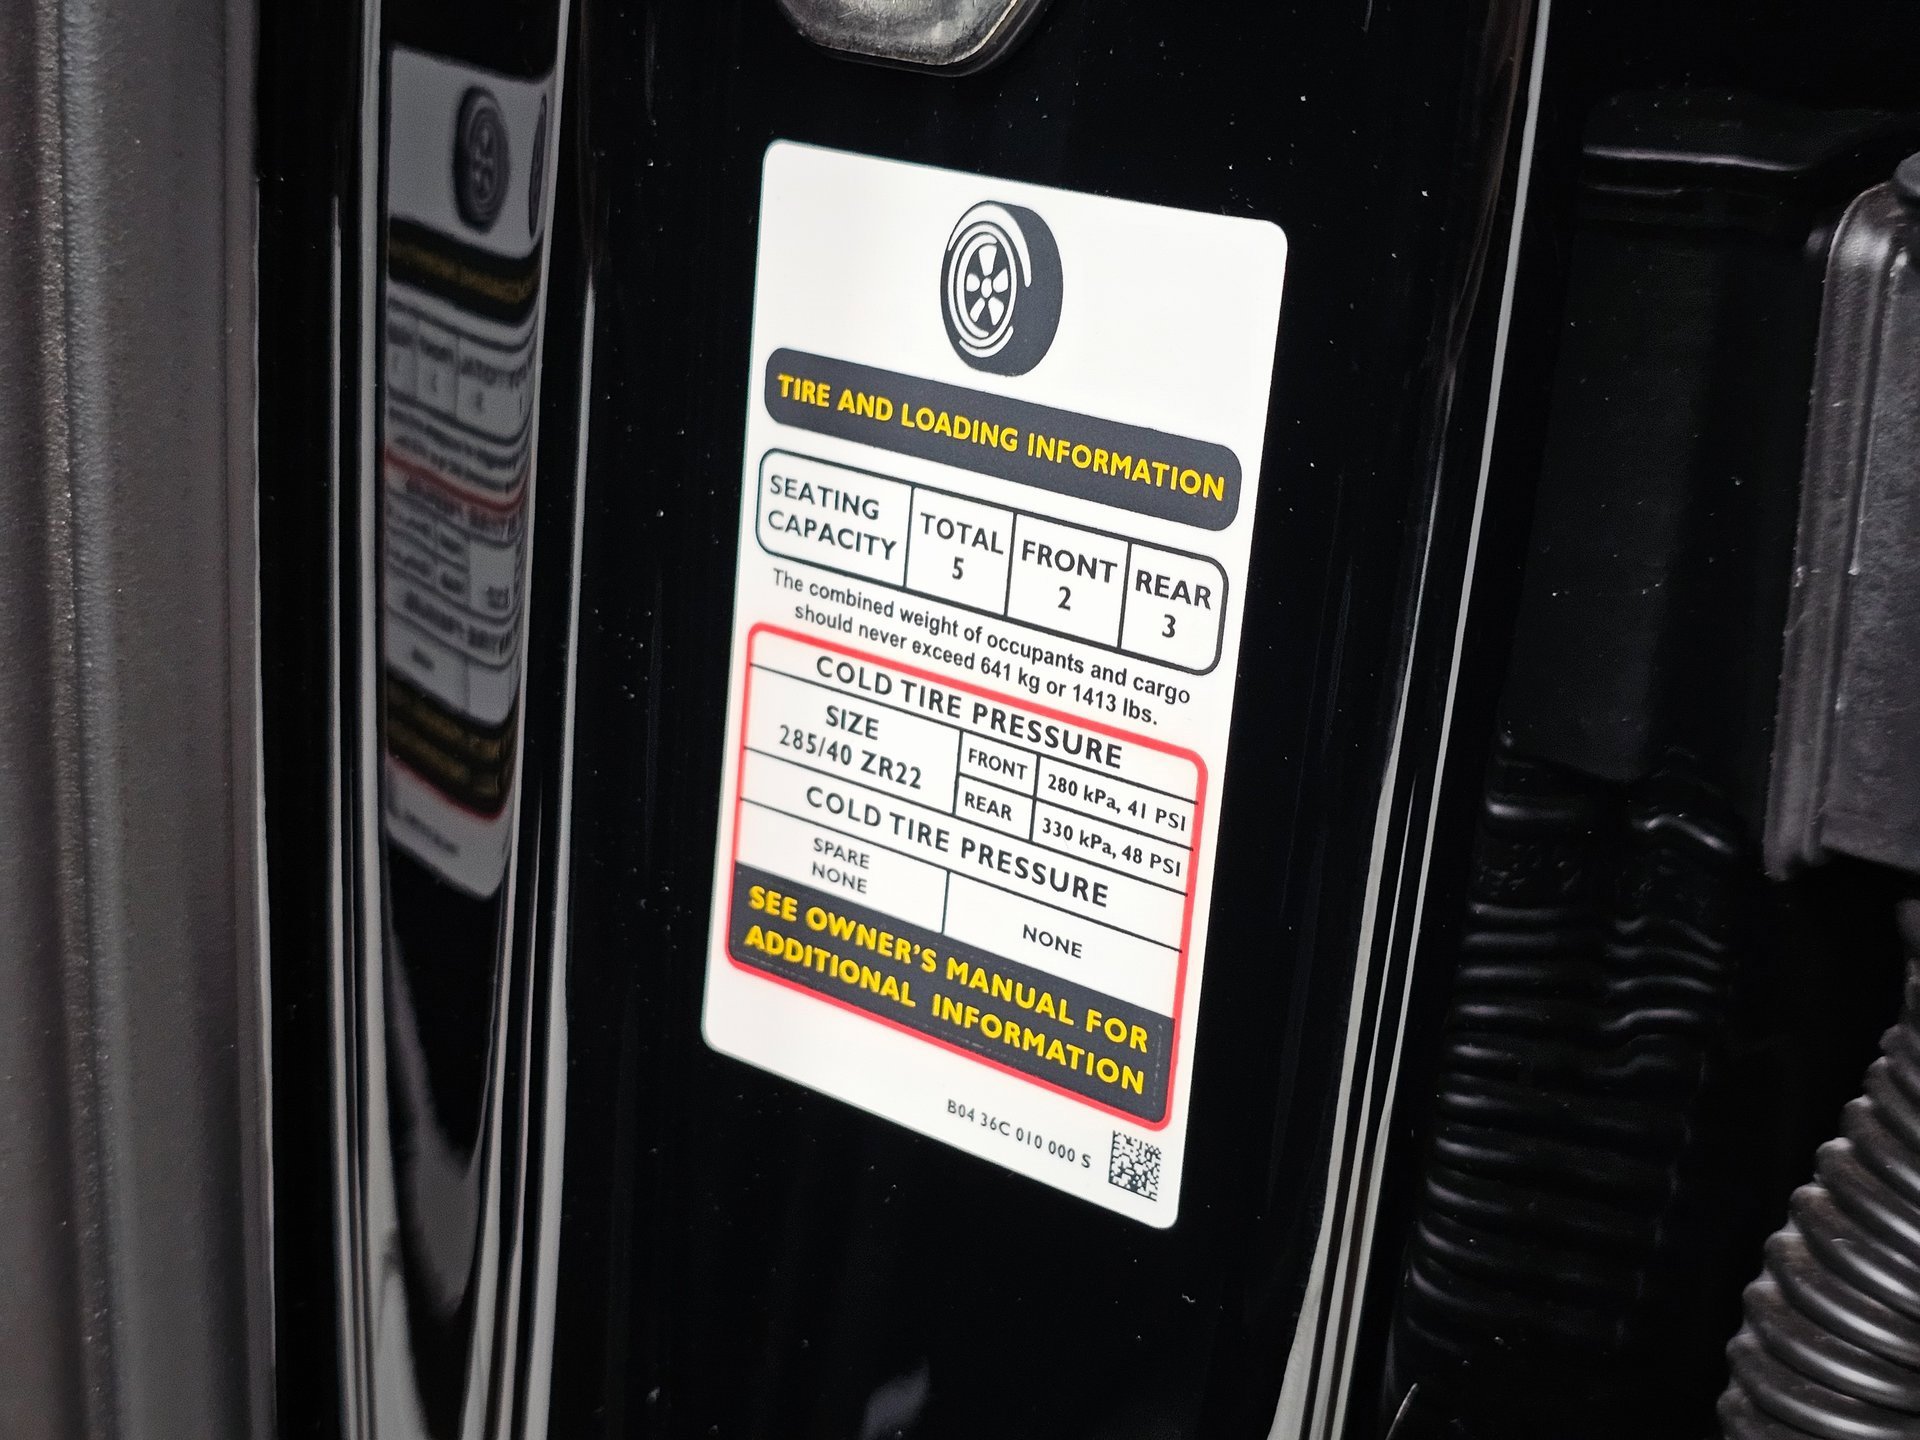 TIRE AND LOADING INFORMATION
SEATING CAPACITY
TOTAL 5
FRONT 2
REAR 3
The combined weight of occupants and cargo
should never exceed 641 kg or 1413 lbs.
COLD TIRE PRESSURE
SIZE
285/40 ZR22
FRONT 280 kPa, 41 PSI
REAR 330 kPa, 48 PSI
COLD TIRE PRESSURE
SPARE
NONE
NONE
SEE OWNER'S MANUAL FOR
ADDITIONAL INFORMATION
B04 36C 010 000 S